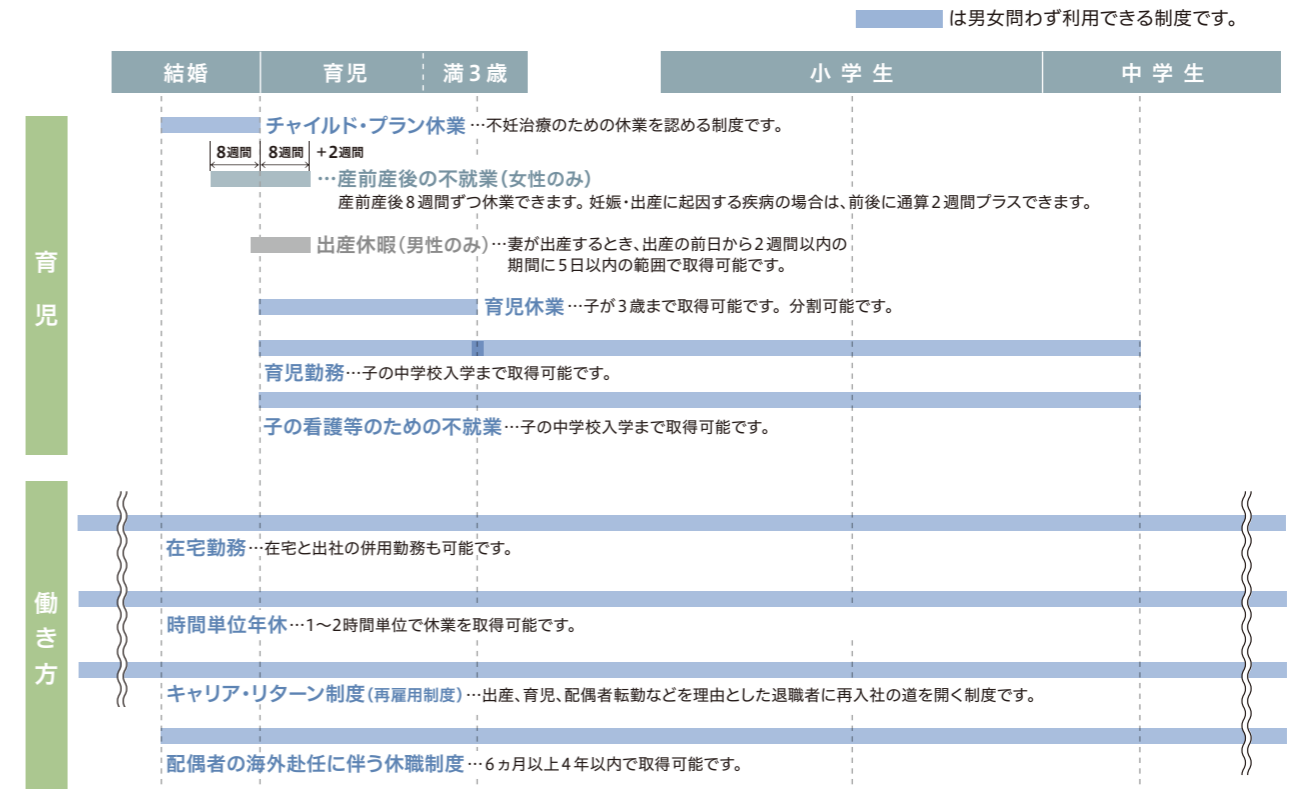 は男女問わず利用できる制度です。
結婚 育児 満3歳 小学生 中学生
育児
チャイルド・プラン休業…不妊治療のための休業を認める制度です。
8週間 8週間 +2週間
…産前産後の不就業(女性のみ)
産前産後8週間ずつ休業できます。妊娠・出産に起因する疾病の場合は、前後に通算2週間プラスできます。
出産休暇(男性のみ)…妻が出産するとき、出産の前日から2週間以内の
期間に5日以内の範囲で取得可能です。
育児休業…子が3歳まで取得可能です。分割可能です。
育児勤務…子の中学校入学まで取得可能です。
子の看護等のための不就業…子の中学校入学まで取得可能です。
働き方
在宅勤務…在宅と出社の併用勤務も可能です。
時間単位年休…1〜2時間単位で休業を取得可能です。
キャリア・リターン制度(再雇用制度)…出産、育児、配偶者転勤などを理由とした退職者に再入社の道を開く制度です。
配偶者の海外赴任に伴う休職制度…6ヵ月以上4年以内で取得可能です。